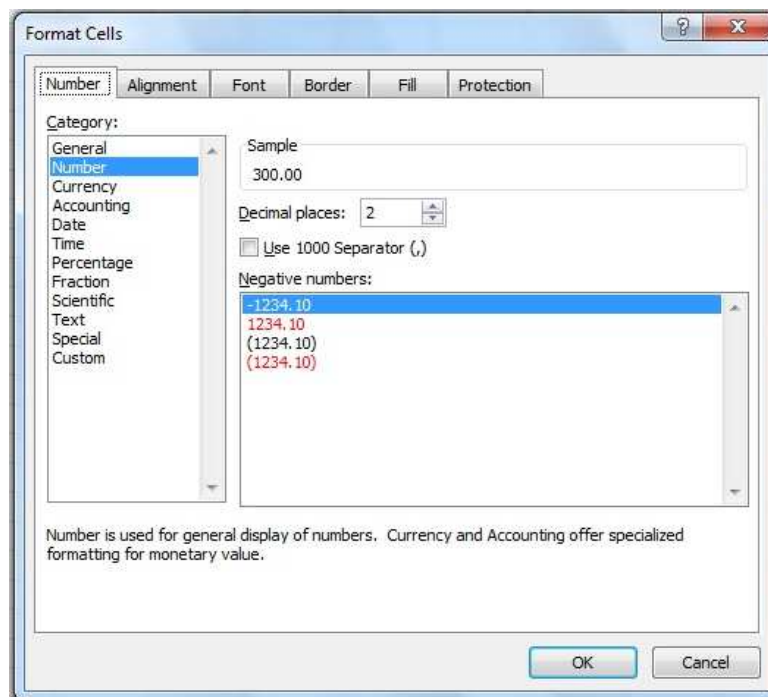 Format Cells
Number Alignment Font Border Fill Protection
Category:
General
Number
Currency
Accounting
Date
Time
Percentage
Fraction
Scientific
Text
Special
Custom
Sample
300.00
Decimal places: 2
Use 1000 Separator (,)
Negative numbers:
-1234.10
1234.10
(1234.10)
(1234.10)
Number is used for general display of numbers. Currency and Accounting offer specialized
formatting for monetary value.
OK Cancel